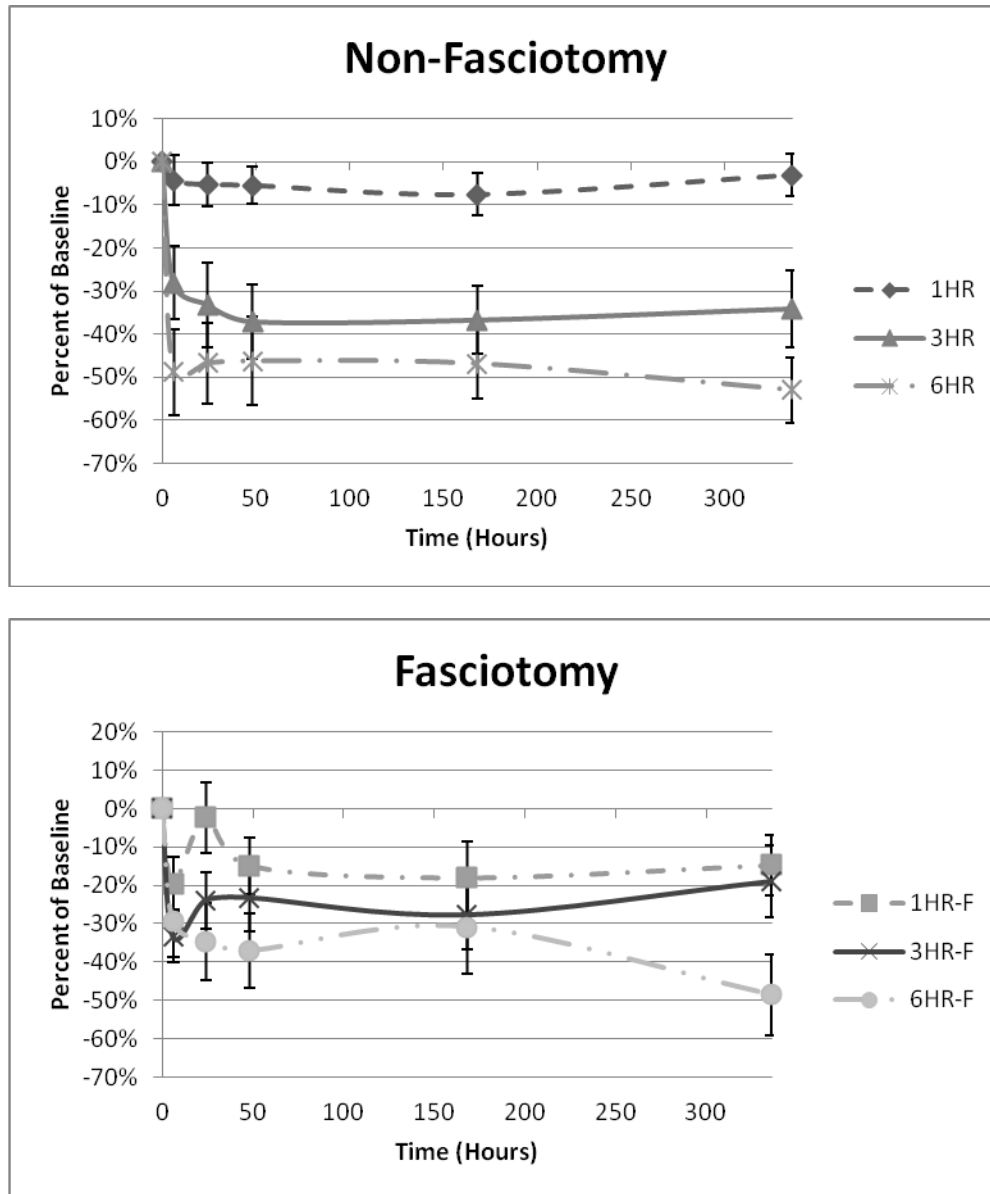 Non-Fasciotomy
10%
0%
-10%
-20%
-30%
-40%
-50%
-60%
-70%
Percent of Baseline
0 50 100 150 200 250 300
Time (Hours)
1HR
3HR
6HR
Fasciotomy
20%
10%
0%
-10%
-20%
-30%
-40%
-50%
-60%
-70%
Percent of Baseline
0 50 100 150 200 250 300
Time (Hours)
1HR-F
3HR-F
6HR-F